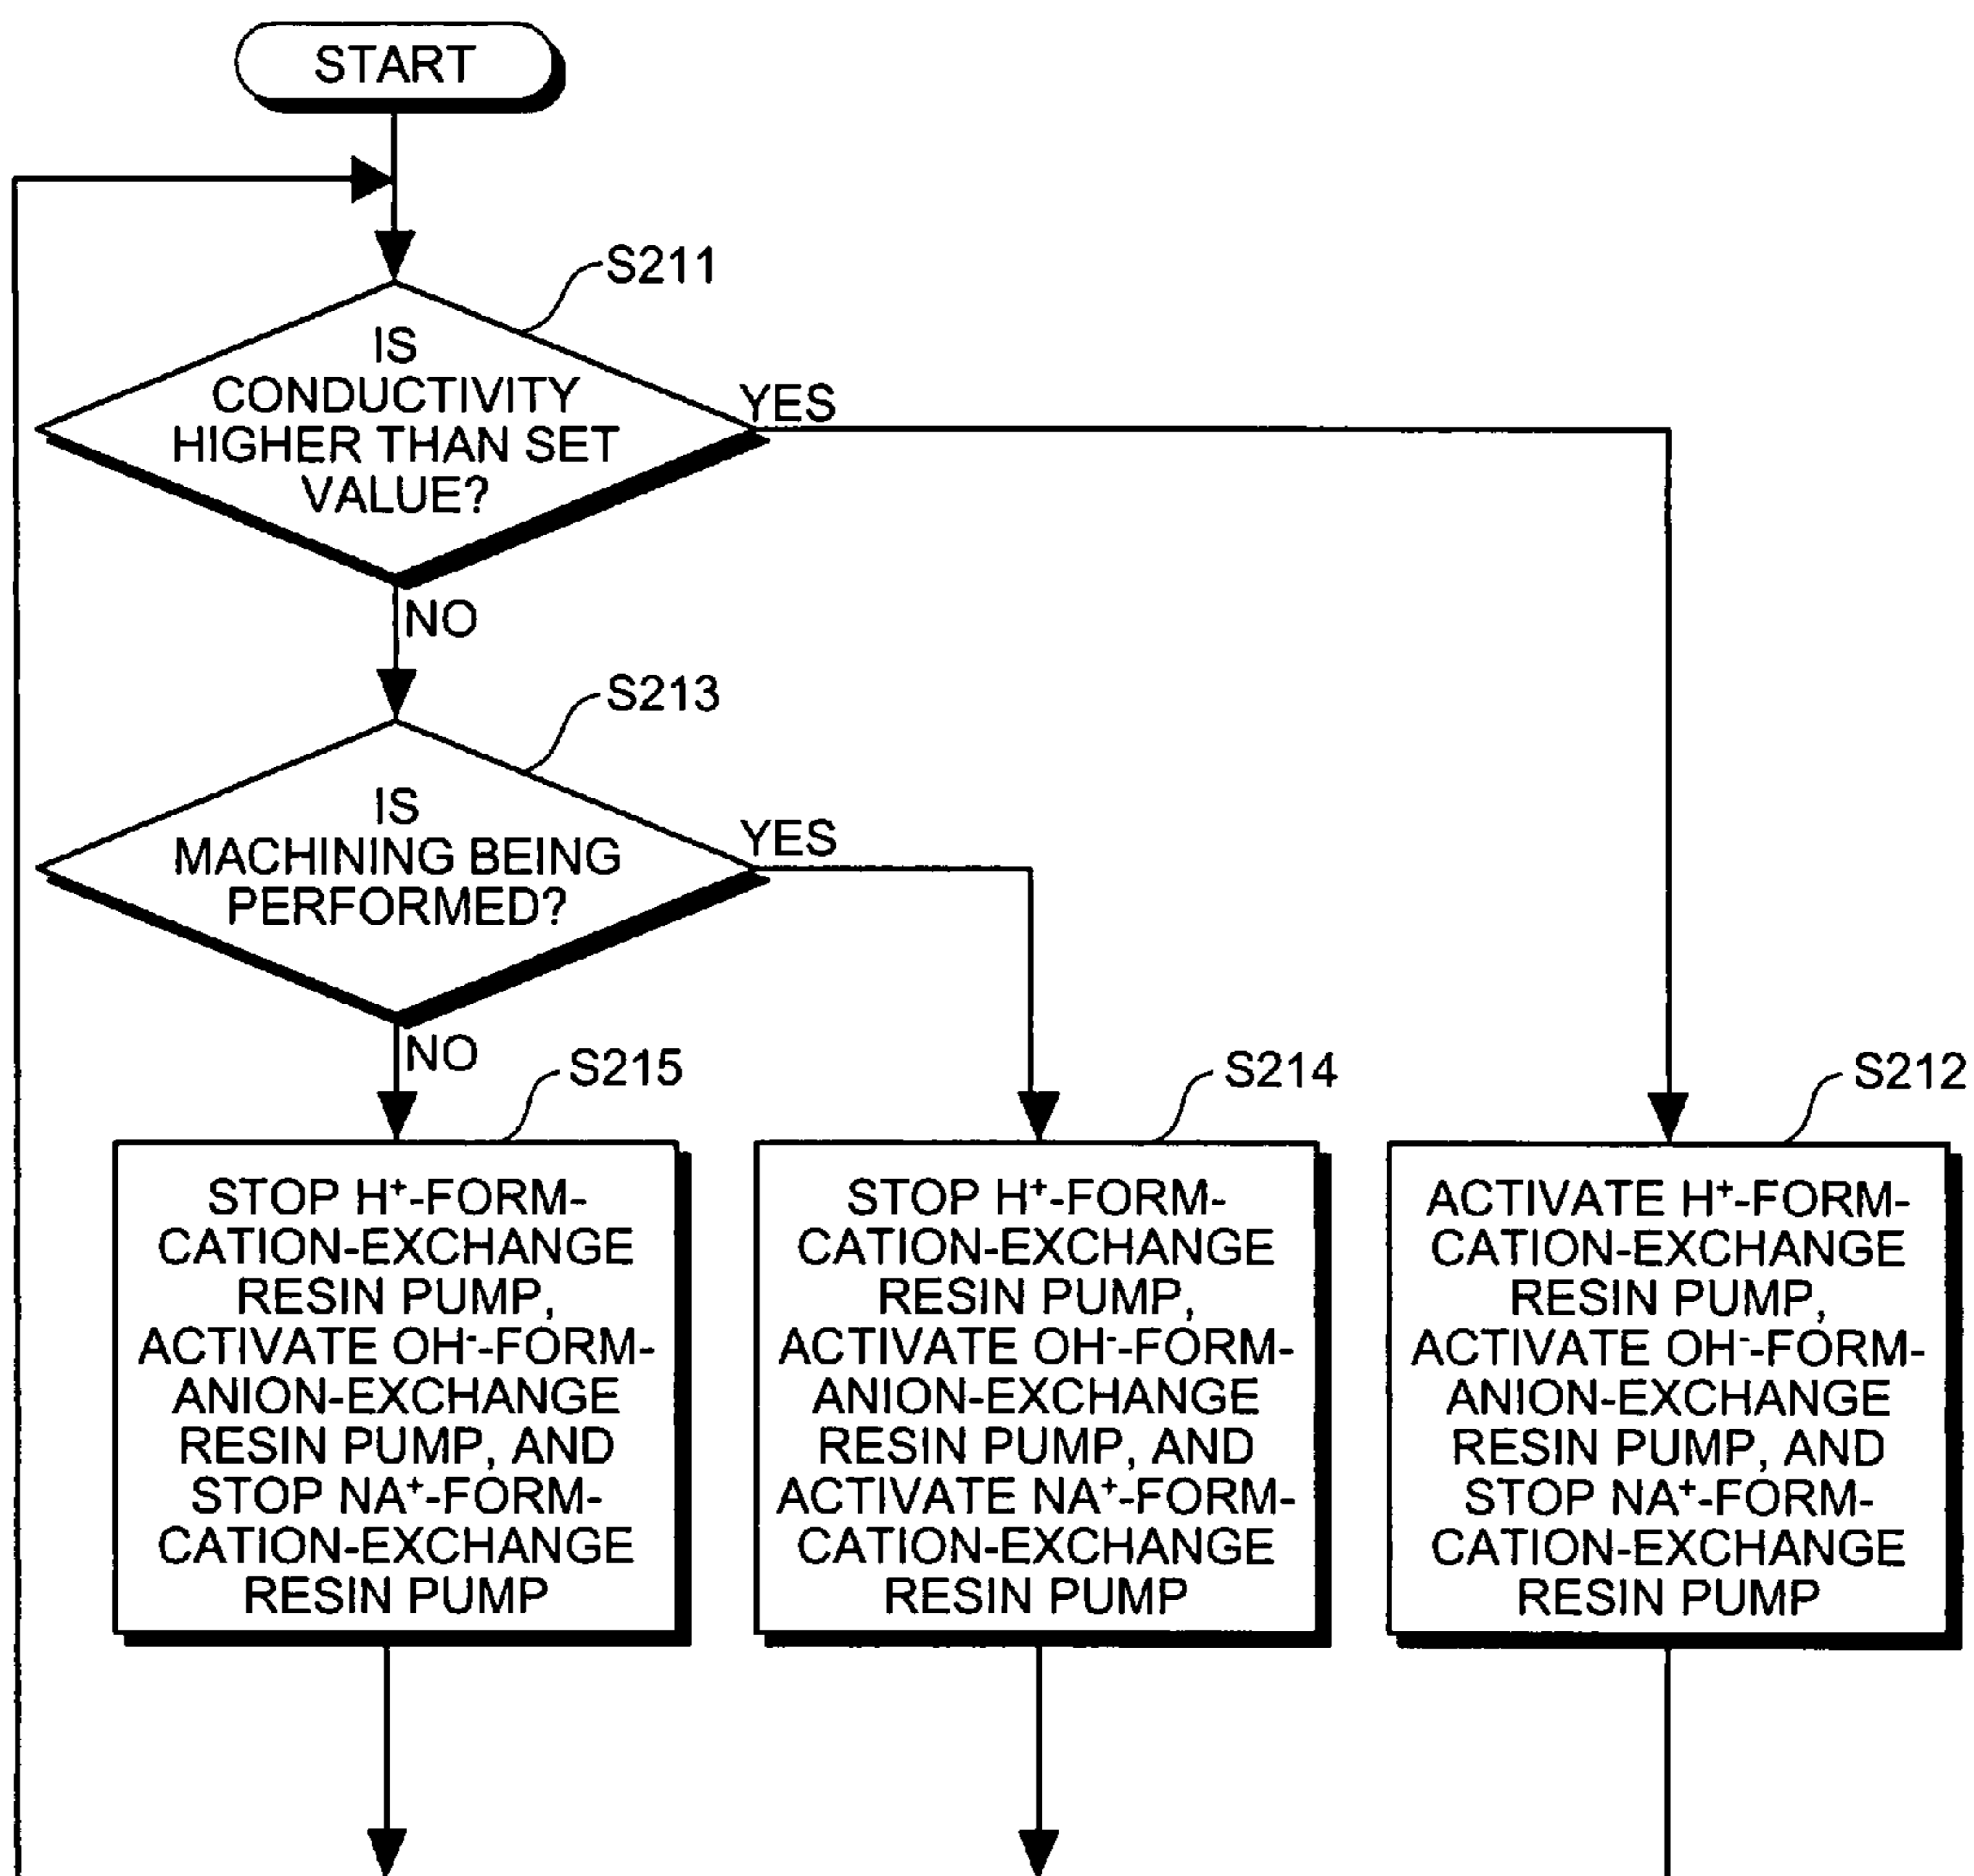 START
S211
IS
CONDUCTIVITY
HIGHER THAN SET
VALUE?
YES
NO
S213
IS
MACHINING BEING
PERFORMED?
YES
NO
S215
STOP H⁺-FORM-
CATION-EXCHANGE
RESIN PUMP,
ACTIVATE OH⁻-FORM-
ANION-EXCHANGE
RESIN PUMP, AND
STOP NA⁺-FORM-
CATION-EXCHANGE
RESIN PUMP
S214
STOP H⁺-FORM-
CATION-EXCHANGE
RESIN PUMP,
ACTIVATE OH⁻-FORM-
ANION-EXCHANGE
RESIN PUMP, AND
ACTIVATE NA⁺-FORM-
CATION-EXCHANGE
RESIN PUMP
S212
ACTIVATE H⁺-FORM-
CATION-EXCHANGE
RESIN PUMP,
ACTIVATE OH⁻-FORM-
ANION-EXCHANGE
RESIN PUMP, AND
STOP NA⁺-FORM-
CATION-EXCHANGE
RESIN PUMP